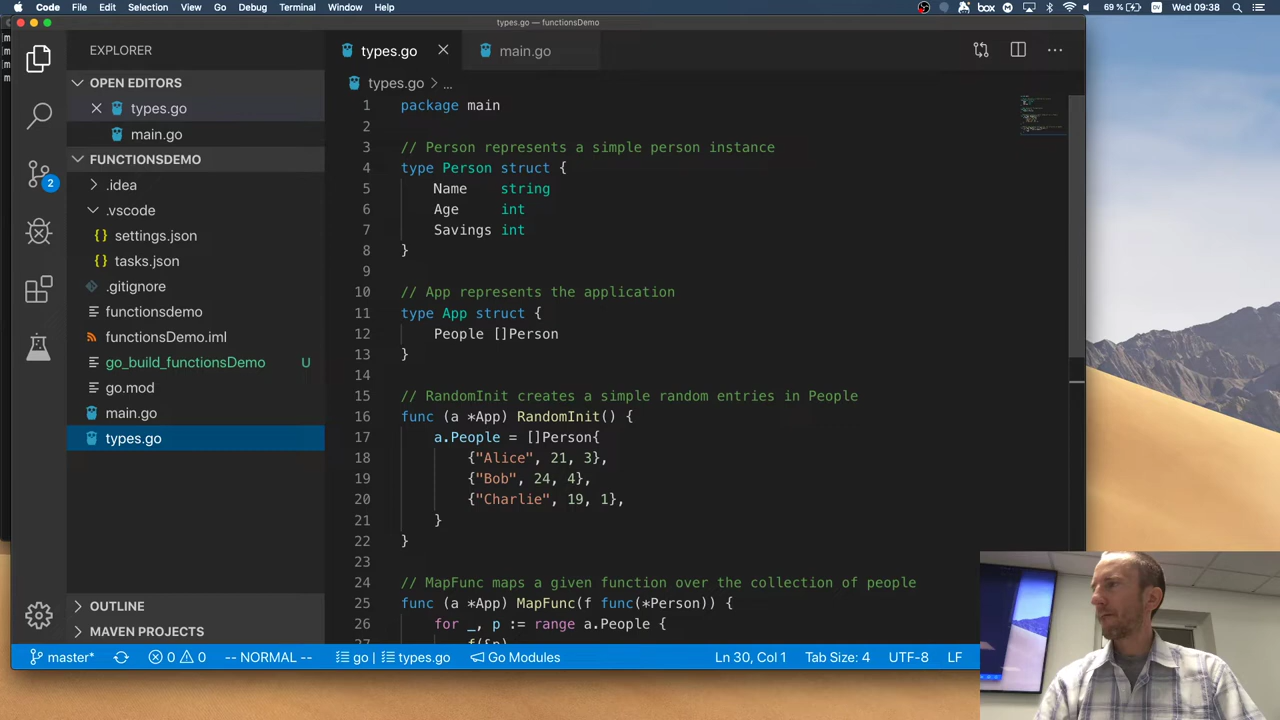 Code File Edit Selection View Go Debug Terminal Window Help box 69 % DV Wed 09:38
types.go — functionsDemo
EXPLORER
OPEN EDITORS
types.go
main.go
FUNCTIONSDEMO
.idea
.vscode
{} settings.json
{} tasks.json
.gitignore
functionsdemo
functionsDemo.iml
go_build_functionsDemo U
go.mod
main.go
types.go
OUTLINE
MAVEN PROJECTS
2
types.go main.go
types.go > ...
1 package main
2
3 // Person represents a simple person instance
4 type Person struct {
5 Name string
6 Age int
7 Savings int
8 }
9
10 // App represents the application
11 type App struct {
12 People []Person
13 }
14
15 // RandomInit creates a simple random entries in People
16 func (a *App) RandomInit() {
17 a.People = []Person{
18 {"Alice", 21, 3},
19 {"Bob", 24, 4},
20 {"Charlie", 19, 1},
21 }
22 }
23
24 // MapFunc maps a given function over the collection of people
25 func (a *App) MapFunc(f func(*Person)) {
26 for _, p := range a.People {
27 f(&p)
master* 0 0 -- NORMAL -- go | types.go Go Modules Ln 30, Col 1 Tab Size: 4 UTF-8 LF